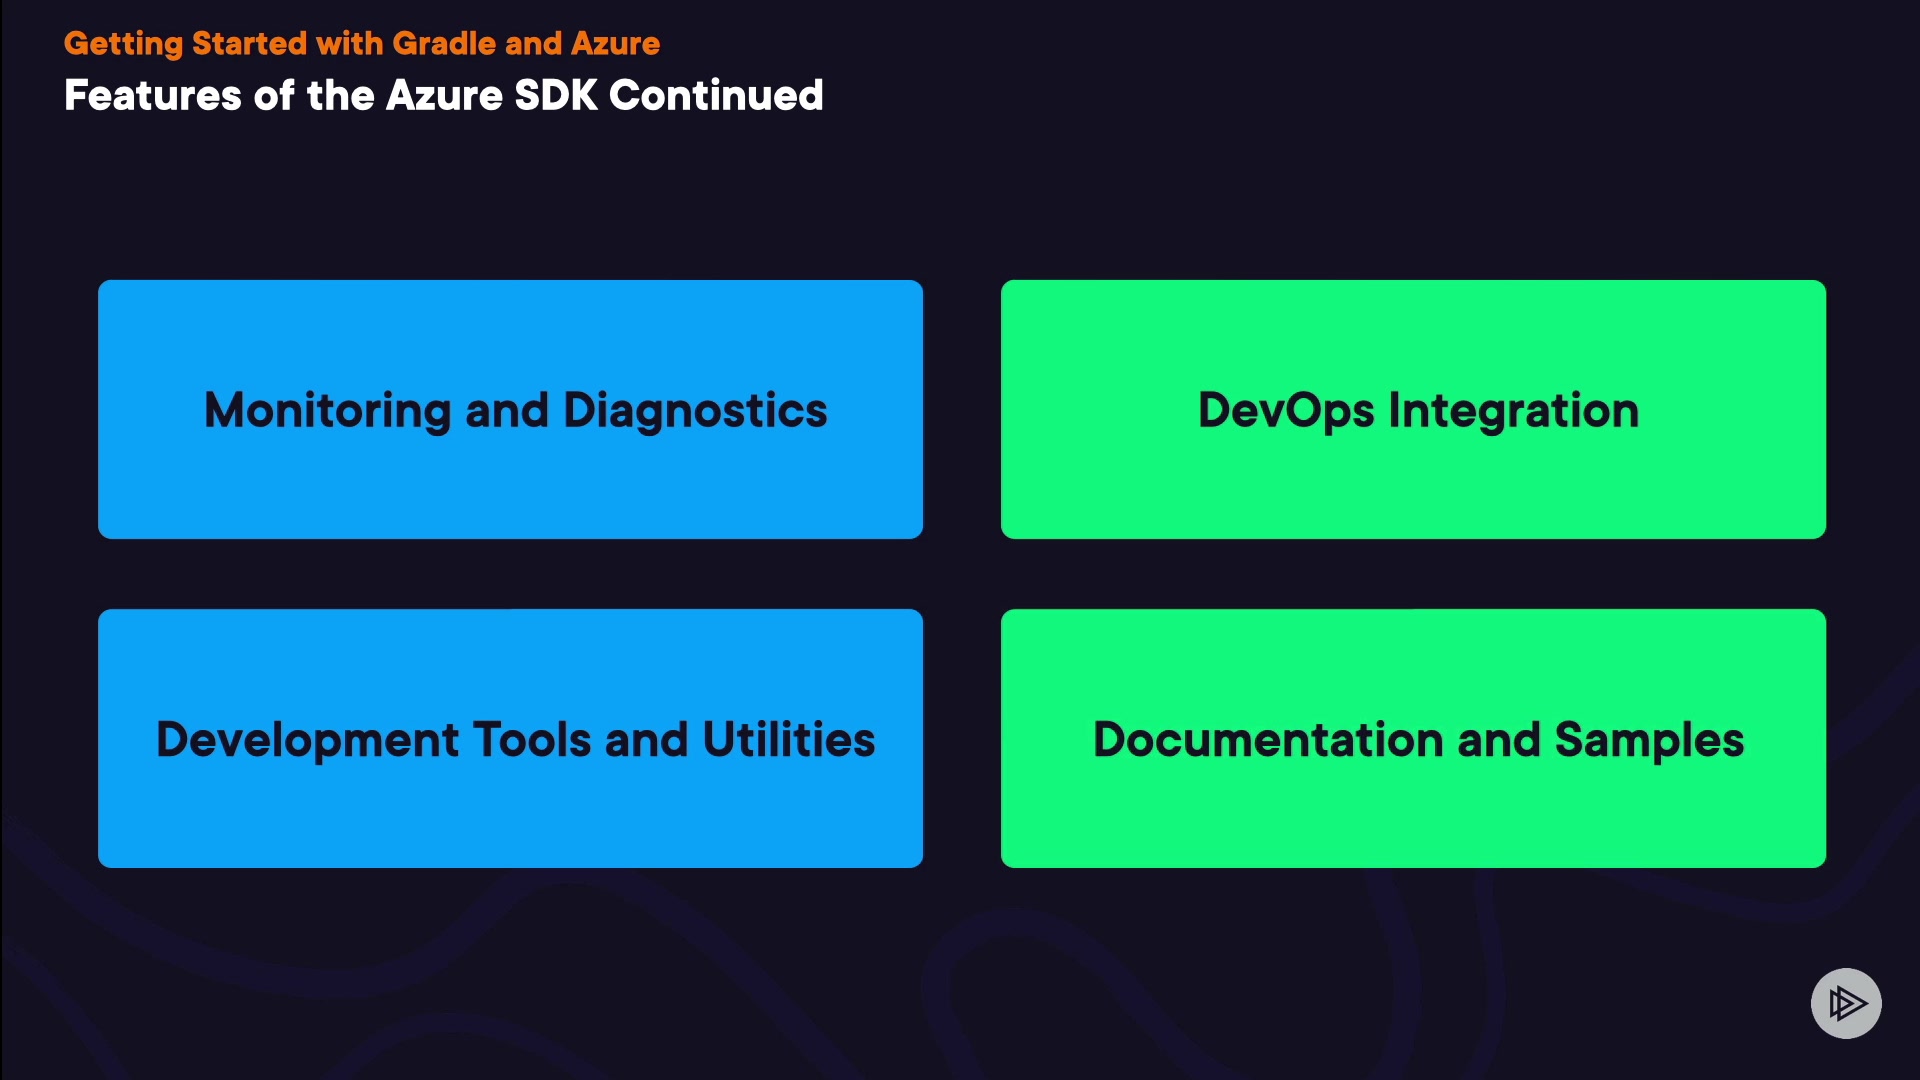 Getting Started with Gradle and Azure
Features of the Azure SDK Continued
Monitoring and Diagnostics
DevOps Integration
Development Tools and Utilities
Documentation and Samples